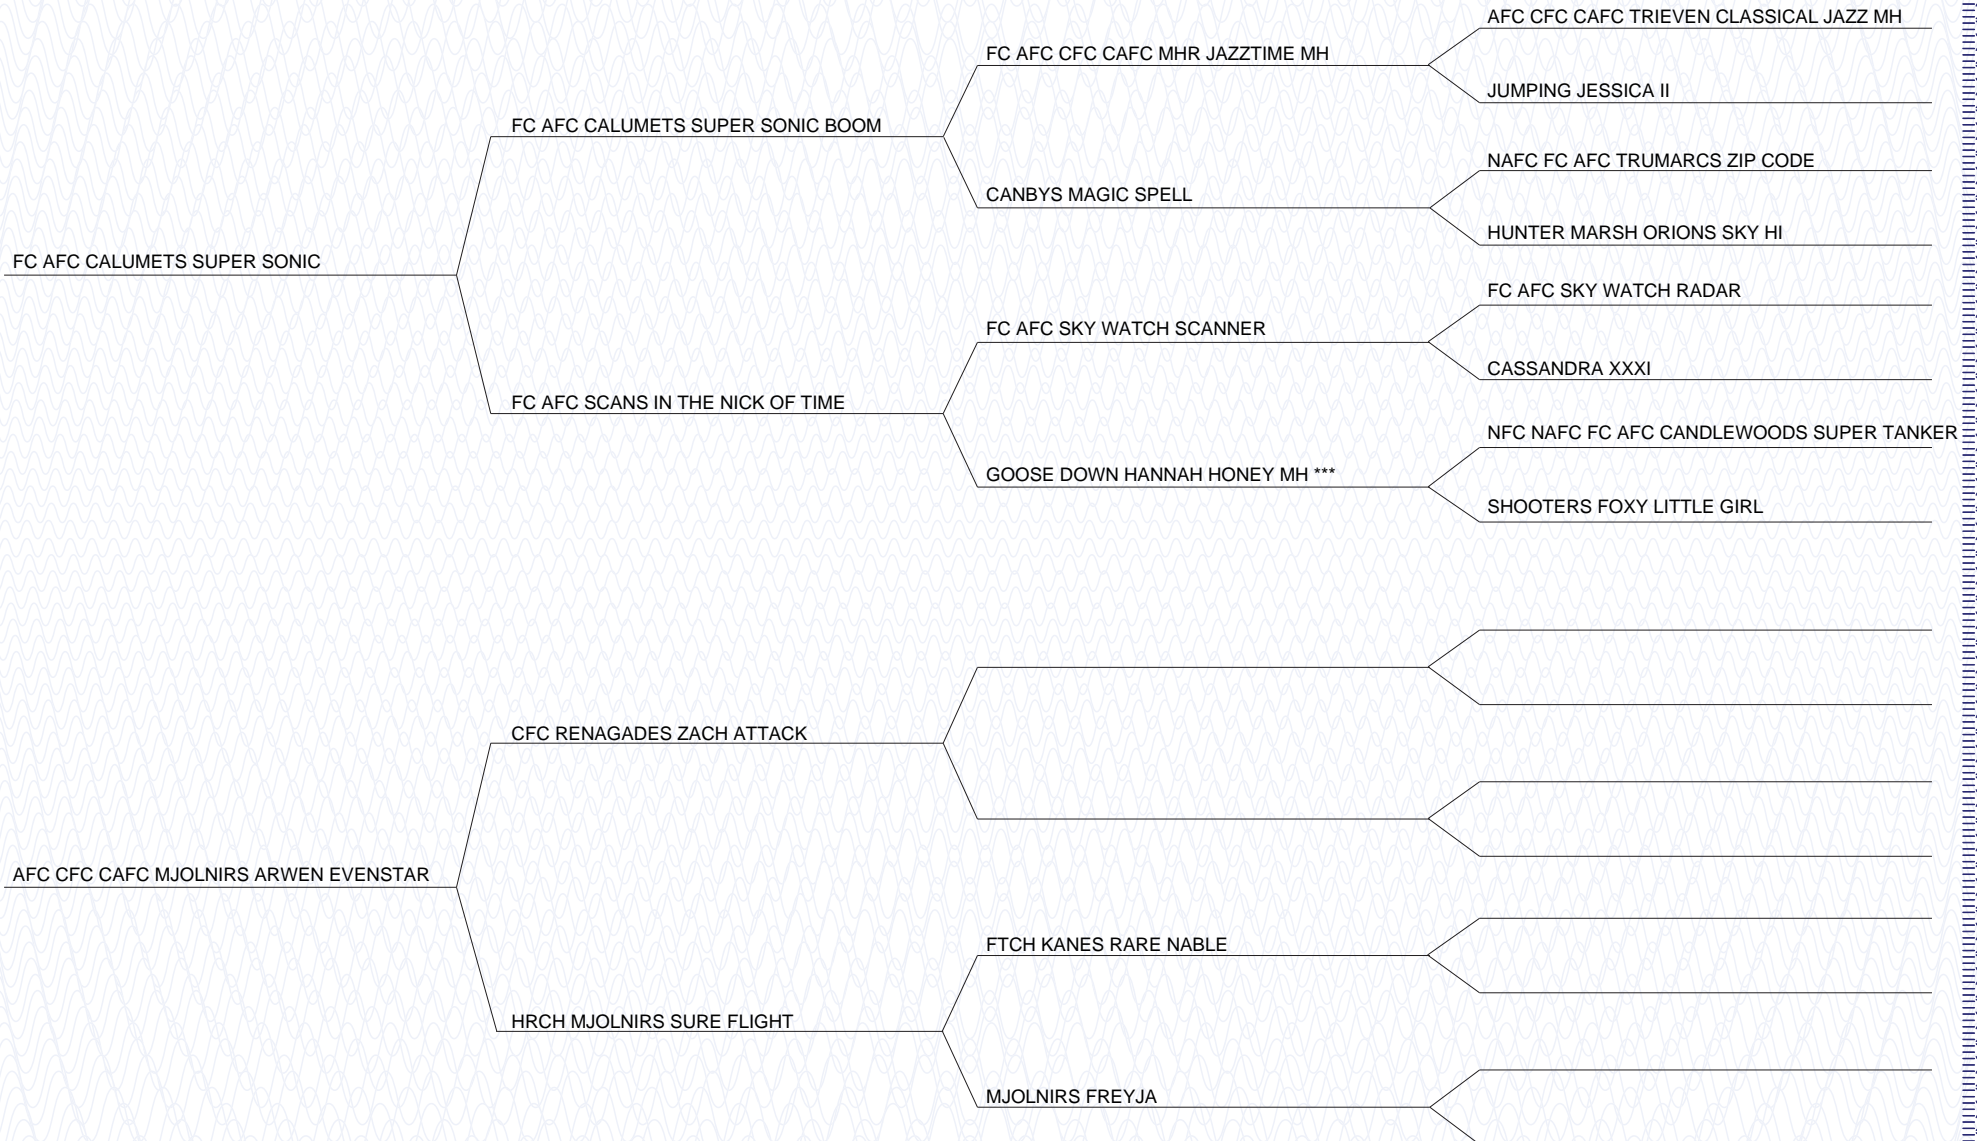 AFC CFC CAFC TRIEVEN CLASSICAL JAZZ MH
FC AFC CFC CAFC MHR JAZZTIME MH
JUMPING JESSICA II
FC AFC CALUMETS SUPER SONIC BOOM
NAFC FC AFC TRUMARCS ZIP CODE
CANBYS MAGIC SPELL
HUNTER MARSH ORIONS SKY HI
FC AFC CALUMETS SUPER SONIC
FC AFC SKY WATCH RADAR
FC AFC SKY WATCH SCANNER
CASSANDRA XXXI
FC AFC SCANS IN THE NICK OF TIME
NFC NAFC FC AFC CANDLEWOODS SUPER TANKER
GOOSE DOWN HANNAH HONEY MH ***
SHOOTERS FOXY LITTLE GIRL
CFC RENAGADES ZACH ATTACK
AFC CFC CAFC MJOLNIRS ARWEN EVENSTAR
FTCH KANES RARE NABLE
HRCH MJOLNIRS SURE FLIGHT
MJOLNIRS FREYJA